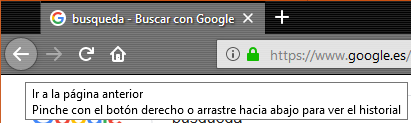 busqueda - Buscar con Google
https://www.google.es/
Ir a la página anterior
Pinche con el botón derecho o arrastre hacia abajo para ver el historial